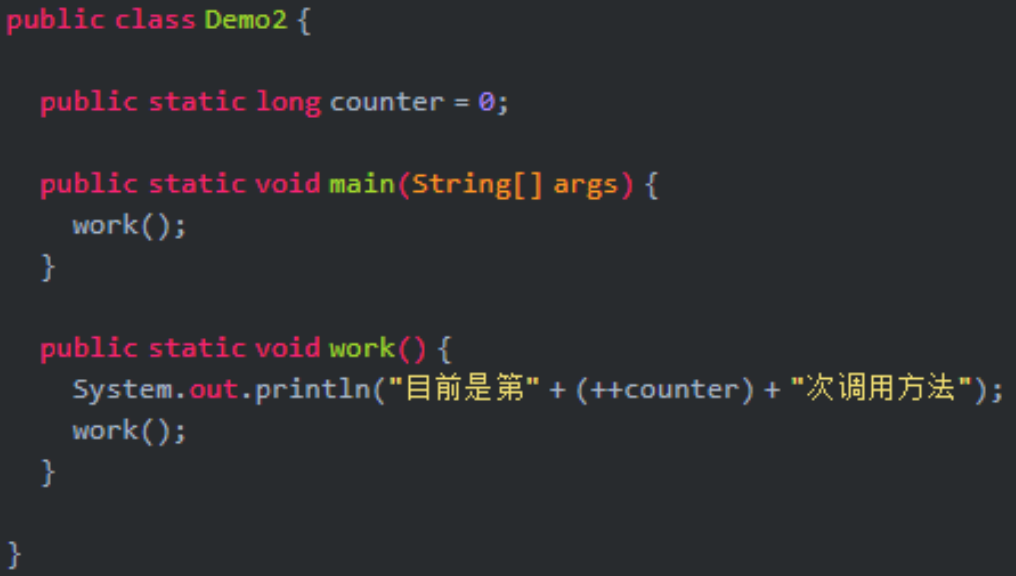 public class Demo2 {
public static long counter = 0;
public static void main(String[] args) {
work();
}
public static void work() {
System.out.println("目前是第" + (++counter) + "次调用方法");
work();
}
}